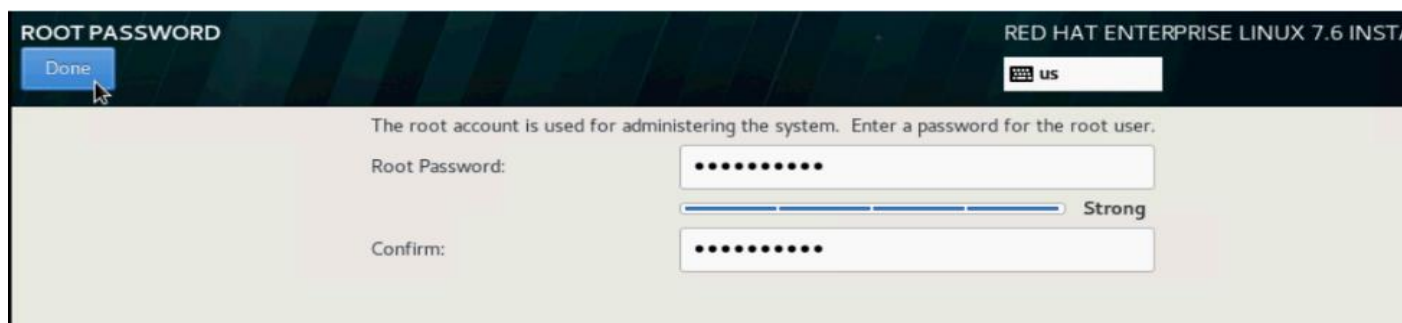 ROOT PASSWORD
RED HAT ENTERPRISE LINUX 7.6 INSTA
Done
us
The root account is used for administering the system. Enter a password for the root user.
Root Password:
••••••••••
Strong
Confirm:
••••••••••